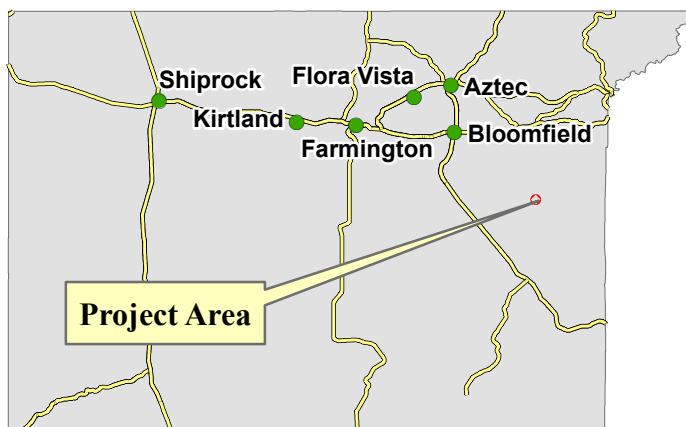 Shiprock
Flora Vista
Aztec
Kirtland
Farmington
Bloomfield
Project Area